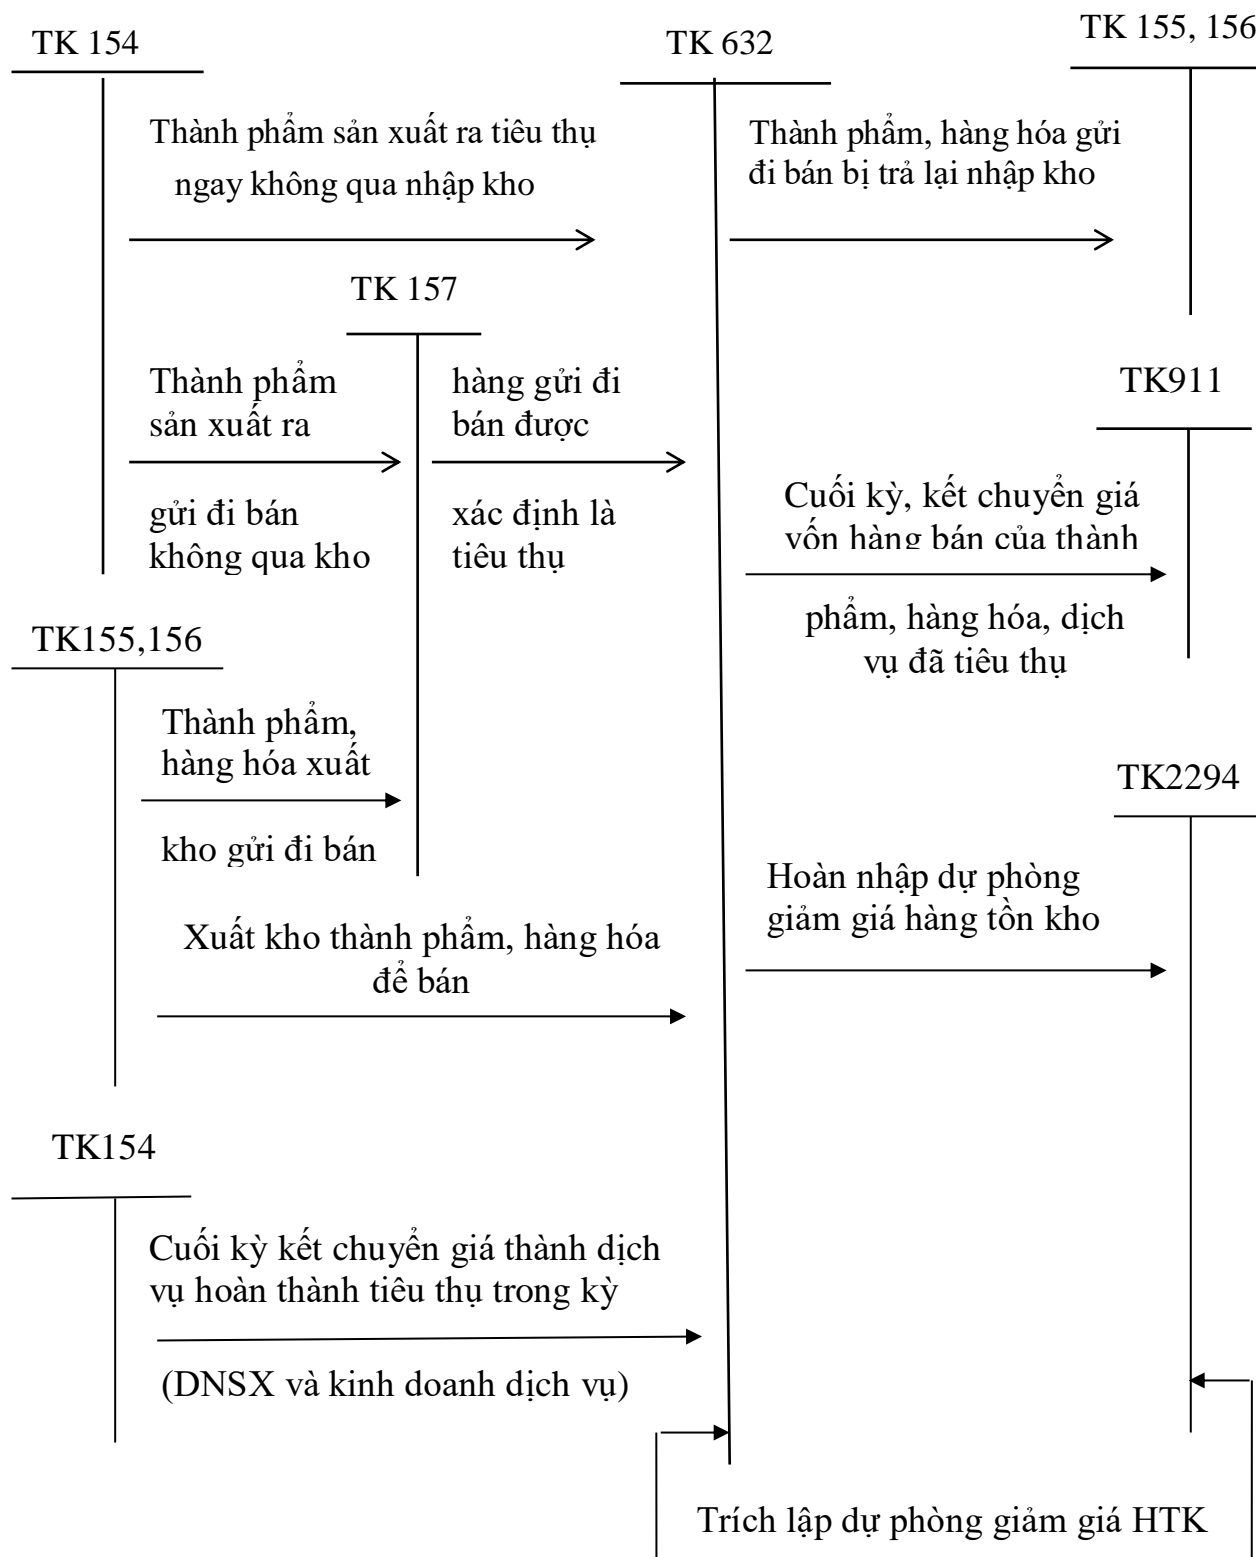 TK 154
TK 632
TK 155, 156
Thành phẩm sản xuất ra tiêu thụ
ngay không qua nhập kho
Thành phẩm, hàng hóa gửi
đi bán bị trả lại nhập kho
TK 157
Thành phẩm
sản xuất ra
gửi đi bán
không qua kho
hàng gửi đi
bán được
xác định là
tiêu thụ
TK911
Cuối kỳ, kết chuyển giá
vốn hàng bán của thành
phẩm, hàng hóa, dịch
vụ đã tiêu thụ
TK155,156
Thành phẩm,
hàng hóa xuất
kho gửi đi bán
TK2294
Hoàn nhập dự phòng
giảm giá hàng tồn kho
Xuất kho thành phẩm, hàng hóa
để bán
TK154
Cuối kỳ kết chuyển giá thành dịch
vụ hoàn thành tiêu thụ trong kỳ
(DNSX và kinh doanh dịch vụ)
Trích lập dự phòng giảm giá HTK